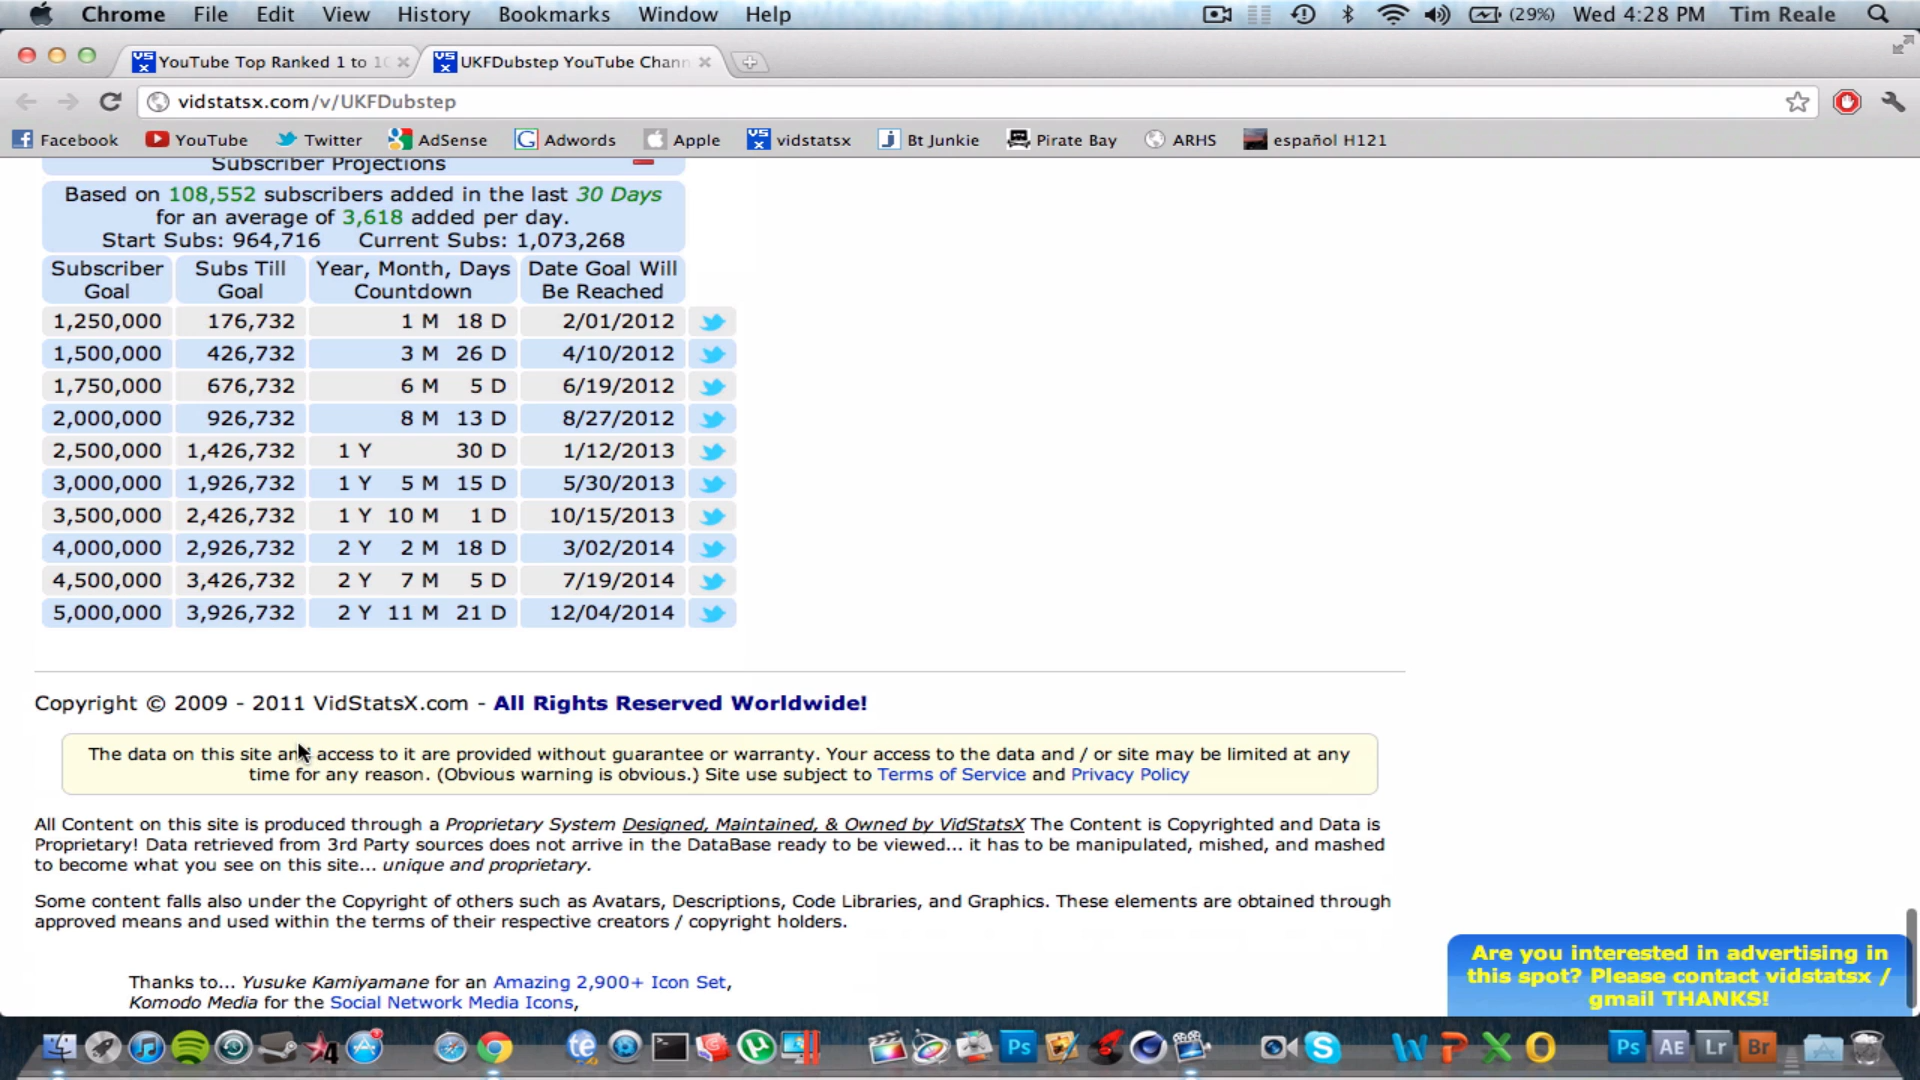 Chrome File Edit View History Bookmarks Window Help (29%) Wed 4:28 PM Tim Reale
YouTube Top Ranked 1 to 10 UKFDubstep YouTube Chann
vidstatsx.com/v/UKFDubstep
Facebook YouTube Twitter AdSense Adwords Apple vidstatsx Bt Junkie Pirate Bay ARHS español H121
Subscriber Projections
Based on 108,552 subscribers added in the last 30 Days
for an average of 3,618 added per day.
Start Subs: 964,716 Current Subs: 1,073,268
Subscriber Goal Subs Till Goal Year, Month, Days Countdown Date Goal Will Be Reached
1,250,000 176,732 1 M 18 D 2/01/2012
1,500,000 426,732 3 M 26 D 4/10/2012
1,750,000 676,732 6 M 5 D 6/19/2012
2,000,000 926,732 8 M 13 D 8/27/2012
2,500,000 1,426,732 1 Y 30 D 1/12/2013
3,000,000 1,926,732 1 Y 5 M 15 D 5/30/2013
3,500,000 2,426,732 1 Y 10 M 1 D 10/15/2013
4,000,000 2,926,732 2 Y 2 M 18 D 3/02/2014
4,500,000 3,426,732 2 Y 7 M 5 D 7/19/2014
5,000,000 3,926,732 2 Y 11 M 21 D 12/04/2014
Copyright © 2009 - 2011 VidStatsX.com - All Rights Reserved Worldwide!
The data on this site and access to it are provided without guarantee or warranty. Your access to the data and / or site may be limited at any
time for any reason. (Obvious warning is obvious.) Site use subject to Terms of Service and Privacy Policy
All Content on this site is produced through a Proprietary System Designed, Maintained, & Owned by VidStatsX The Content is Copyrighted and Data is
Proprietary! Data retrieved from 3rd Party sources does not arrive in the DataBase ready to be viewed... it has to be manipulated, mished, and mashed
to become what you see on this site... unique and proprietary.
Some content falls also under the Copyright of others such as Avatars, Descriptions, Code Libraries, and Graphics. These elements are obtained through
approved means and used within the terms of their respective creators / copyright holders.
Thanks to... Yusuke Kamiyamane for an Amazing 2,900+ Icon Set,
Komodo Media for the Social Network Media Icons,
Are you interested in advertising in
this spot? Please contact vidstatsx /
gmail THANKS!
Ps Ps AE Lr Br